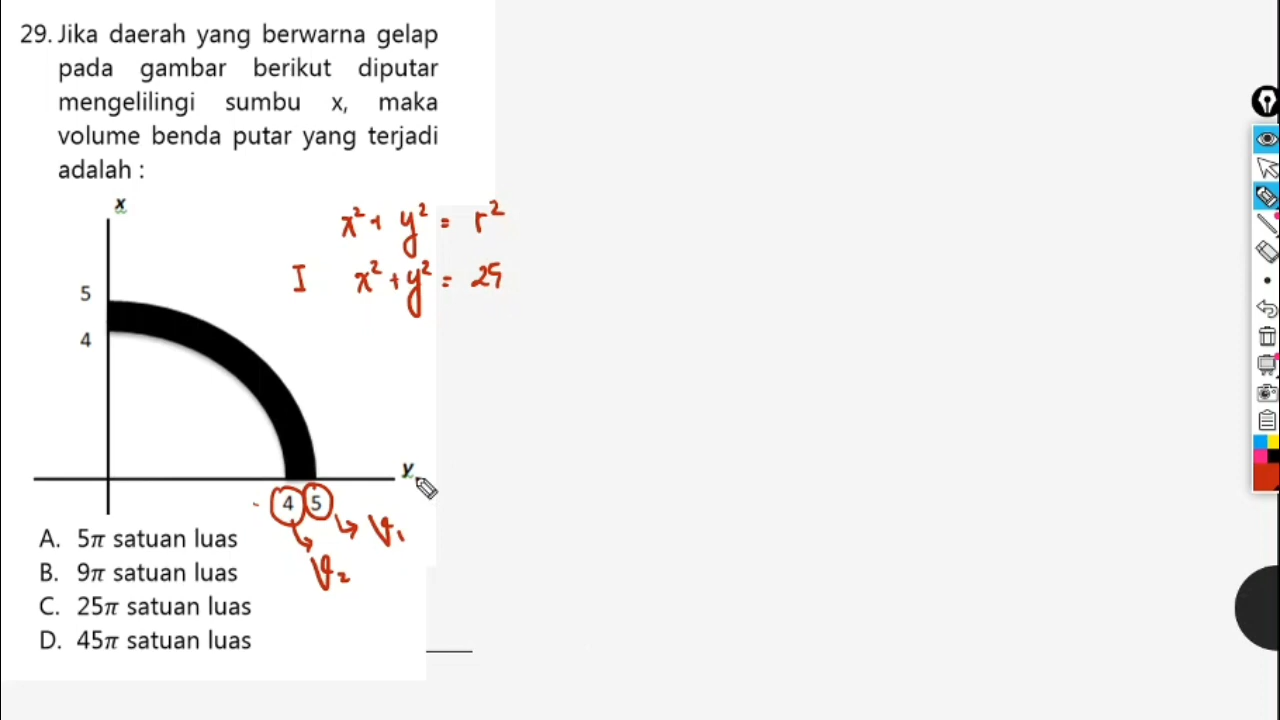 29. Jika daerah yang berwarna gelap
pada gambar berikut diputar
mengelilingi sumbu x, maka
volume benda putar yang terjadi
adalah :
x
x² + y² = r²
5
I x² + y² = 25
4
y
4 5
V₁
V₂
A. 5π satuan luas
B. 9π satuan luas
C. 25π satuan luas
D. 45π satuan luas